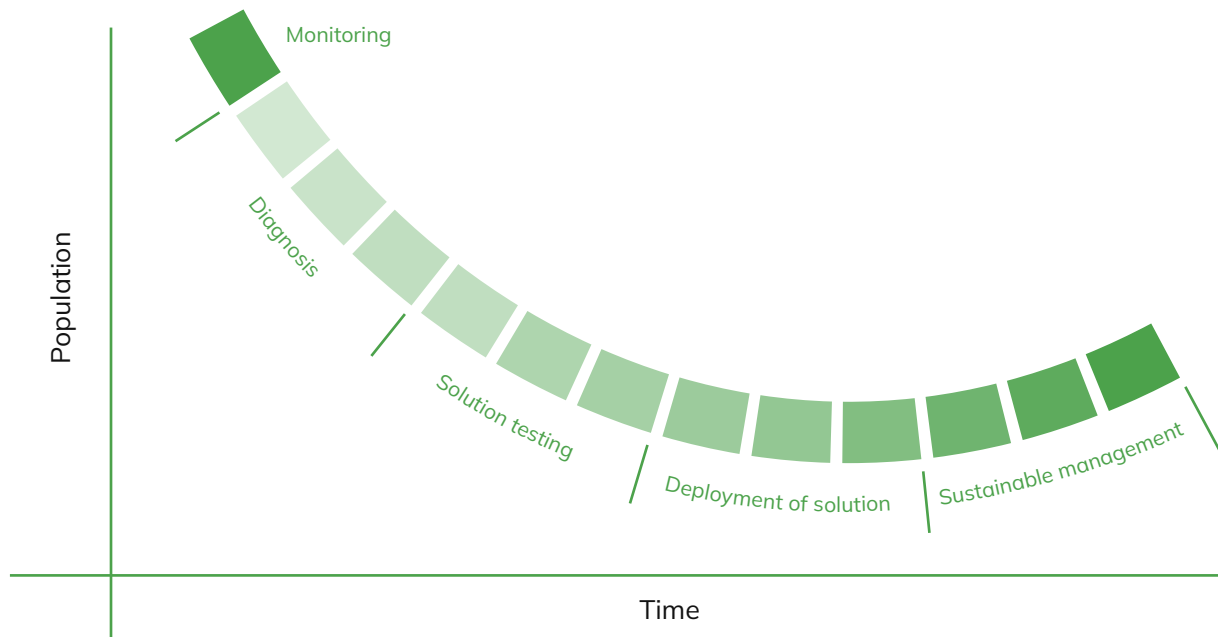 Monitoring
Diagnosis
Solution testing
Deployment of solution
Sustainable management
Population
Time